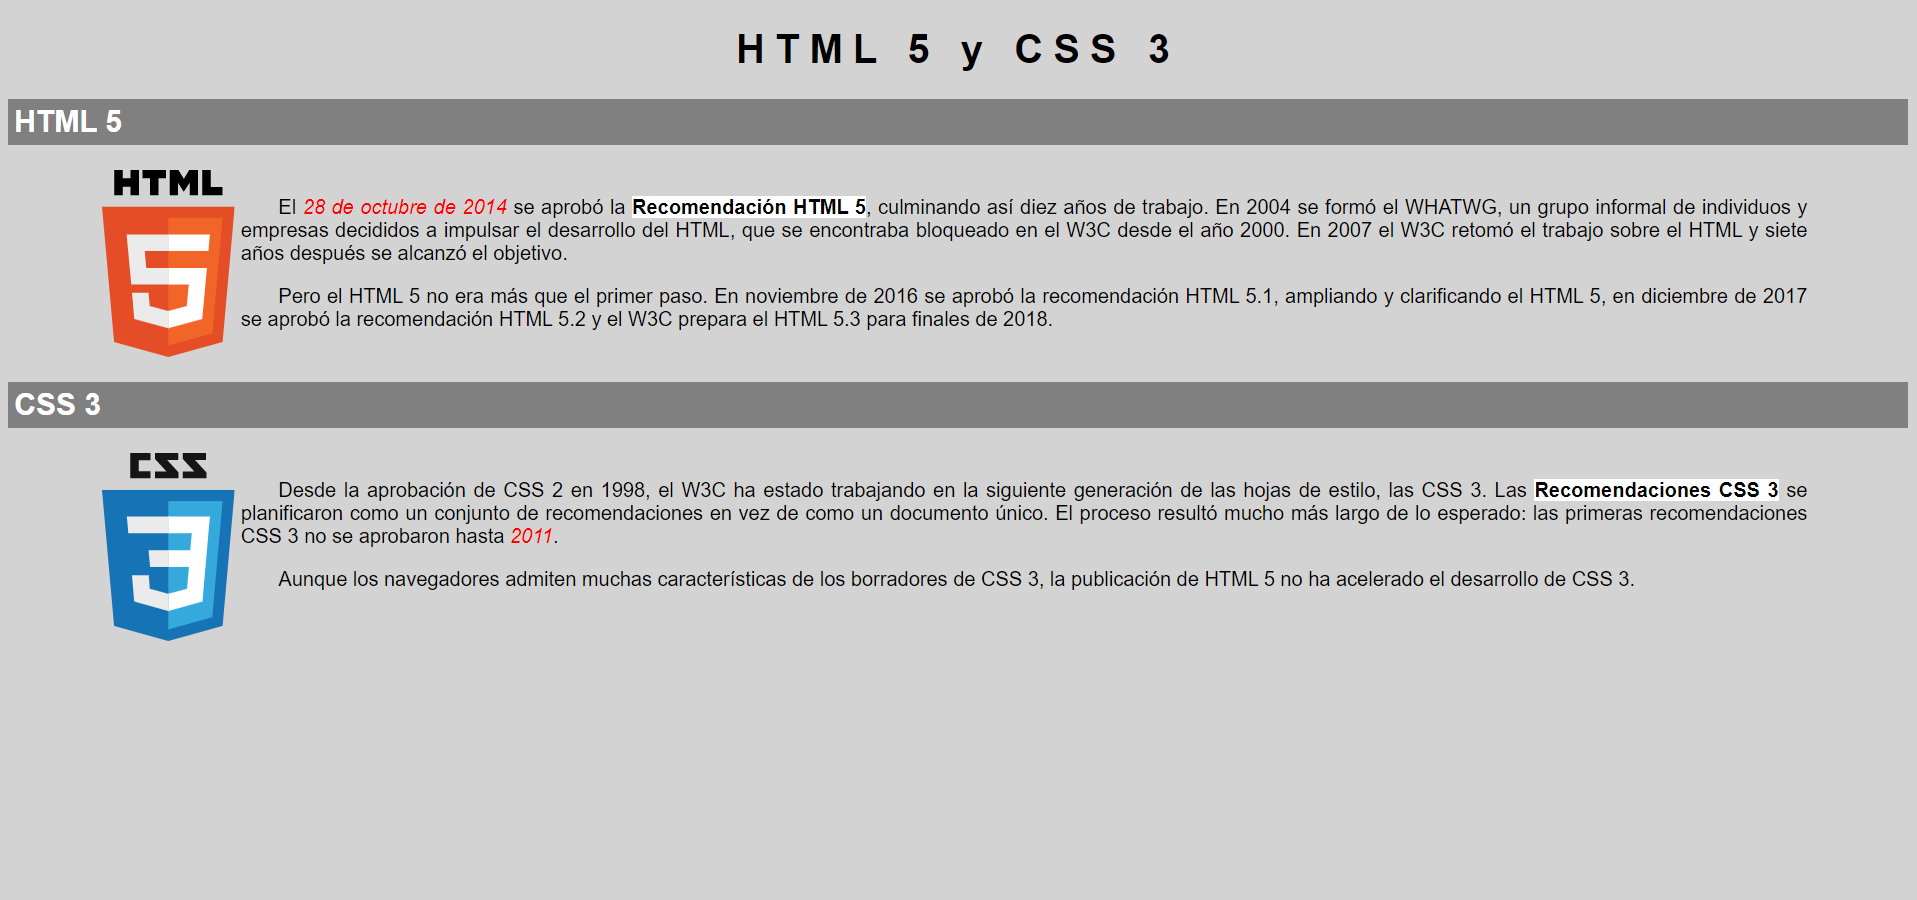 HTML 5 y CSS 3
HTML 5
HTML
5
El 28 de octubre de 2014 se aprobó la Recomendación HTML 5, culminando así diez años de trabajo. En 2004 se formó el WHATWG, un grupo informal de individuos y
empresas decididos a impulsar el desarrollo del HTML, que se encontraba bloqueado en el W3C desde el año 2000. En 2007 el W3C retomó el trabajo sobre el HTML y siete
años después se alcanzó el objetivo.
Pero el HTML 5 no era más que el primer paso. En noviembre de 2016 se aprobó la recomendación HTML 5.1, ampliando y clarificando el HTML 5, en diciembre de 2017
se aprobó la recomendación HTML 5.2 y el W3C prepara el HTML 5.3 para finales de 2018.
CSS 3
CSS
3
Desde la aprobación de CSS 2 en 1998, el W3C ha estado trabajando en la siguiente generación de las hojas de estilo, las CSS 3. Las Recomendaciones CSS 3 se
planificaron como un conjunto de recomendaciones en vez de como un documento único. El proceso resultó mucho más largo de lo esperado: las primeras recomendaciones
CSS 3 no se aprobaron hasta 2011.
Aunque los navegadores admiten muchas características de los borradores de CSS 3, la publicación de HTML 5 no ha acelerado el desarrollo de CSS 3.